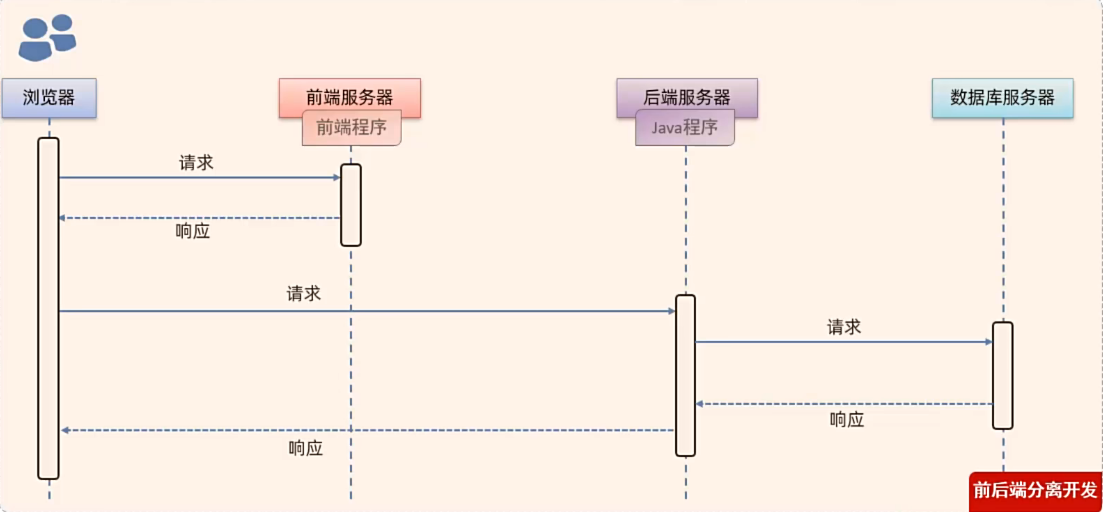 浏览器
前端服务器
后端服务器
数据库服务器
前端程序
Java程序
请求
响应
请求
请求
响应
响应
前后端分离开发